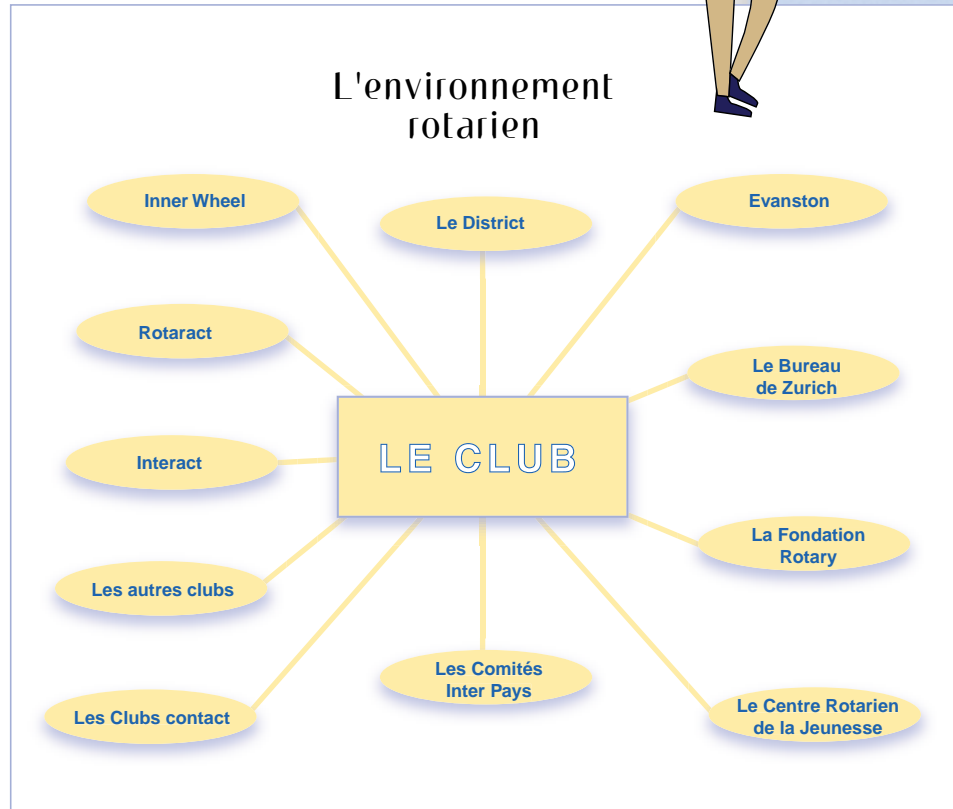 L'environnement
rotarien
Inner Wheel
Le District
Evanston
Rotaract
Le Bureau
de Zurich
Interact
LE CLUB
La Fondation
Rotary
Les autres clubs
Les Comités
Inter Pays
Les Clubs contact
Le Centre Rotarien
de la Jeunesse